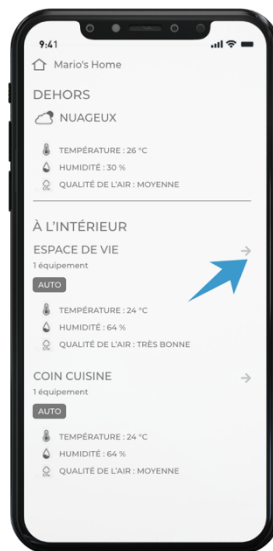 9:41
Mario's Home
DEHORS
NUAGEUX
TEMPÉRATURE : 26 °C
HUMIDITÉ : 30 %
QUALITÉ DE L'AIR : MOYENNE
À L'INTÉRIEUR
ESPACE DE VIE
1 équipement
AUTO
TEMPÉRATURE : 24 °C
HUMIDITÉ : 64 %
QUALITÉ DE L'AIR : TRÈS BONNE
COIN CUISINE
1 équipement
AUTO
TEMPÉRATURE : 24 °C
HUMIDITÉ : 64 %
QUALITÉ DE L'AIR : MOYENNE